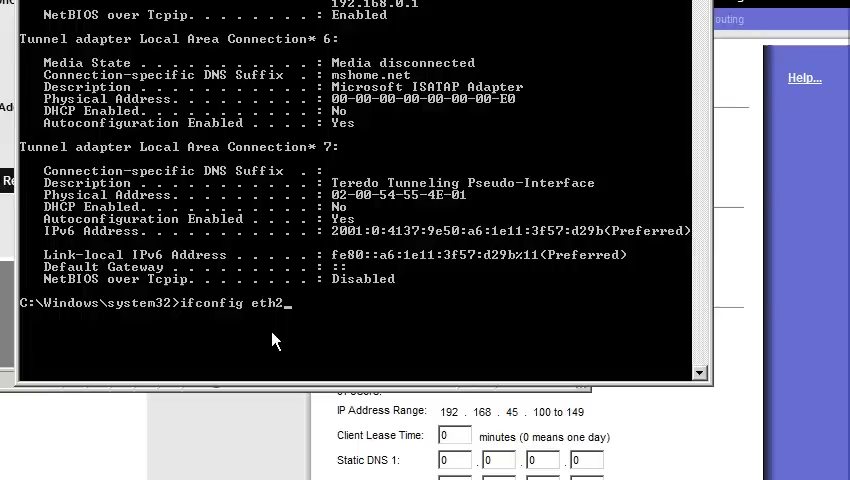 192.168.0.1
NetBIOS over Tcpip. . . . . . . . : Enabled
outing
Tunnel adapter Local Area Connection* 6:
Media State . . . . . . . . . . . : Media disconnected
Connection-specific DNS Suffix  . : mshome.net
Help...
Description . . . . . . . . . . . : Microsoft ISATAP Adapter
Physical Address. . . . . . . . . : 00-00-00-00-00-00-00-E0
DHCP Enabled. . . . . . . . . . . : No
Autoconfiguration Enabled . . . . : Yes
Tunnel adapter Local Area Connection* 7:
Connection-specific DNS Suffix  . :
Description . . . . . . . . . . . : Teredo Tunneling Pseudo-Interface
Physical Address. . . . . . . . . : 02-00-54-55-4E-01
DHCP Enabled. . . . . . . . . . . : No
Autoconfiguration Enabled . . . . : Yes
IPv6 Address. . . . . . . . . . . : 2001:0:4137:9e50:a6:1e11:3f57:d29b(Preferred)
Link-local IPv6 Address . . . . . : fe80::a6:1e11:3f57:d29b%11(Preferred)
Default Gateway . . . . . . . . . : ::
NetBIOS over Tcpip. . . . . . . . : Disabled
C:\Windows\system32>ifconfig eth2_
IP Address Range: 192 . 168 . 45 . 100 to 149
Client Lease Time: 0 minutes (0 means one day)
Static DNS 1: 0 . 0 . 0 . 0